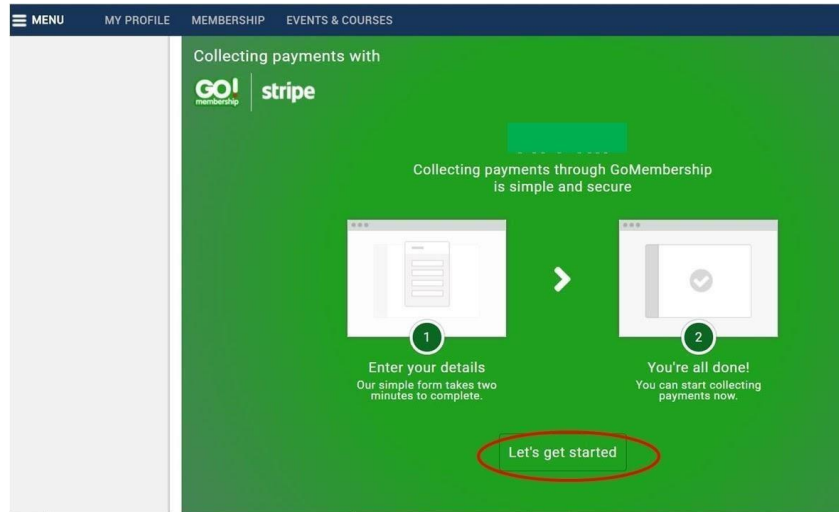 MENU MY PROFILE MEMBERSHIP EVENTS & COURSES
Collecting payments with
GO!
membership
stripe
Collecting payments through GoMembership
is simple and secure
1
Enter your details
Our simple form takes two
minutes to complete.
2
You're all done!
You can start collecting
payments now.
Let's get started